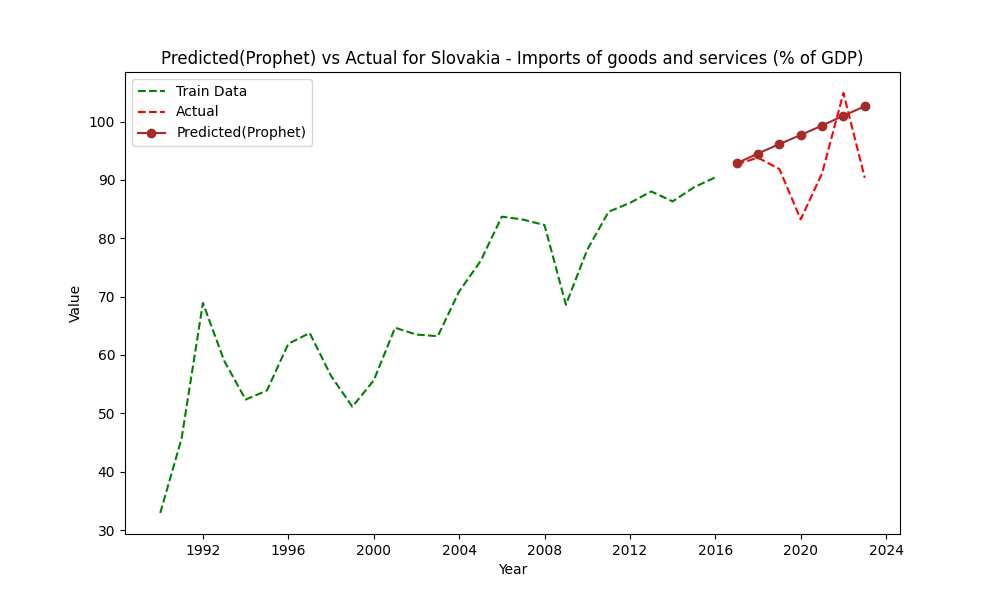 Predicted(Prophet) vs Actual for Slovakia - Imports of goods and services (% of GDP)
Train Data
Actual
Predicted(Prophet)
100
90
80
70
60
50
40
30
Value
1992 1996 2000 2004 2008 2012 2016 2020 2024
Year